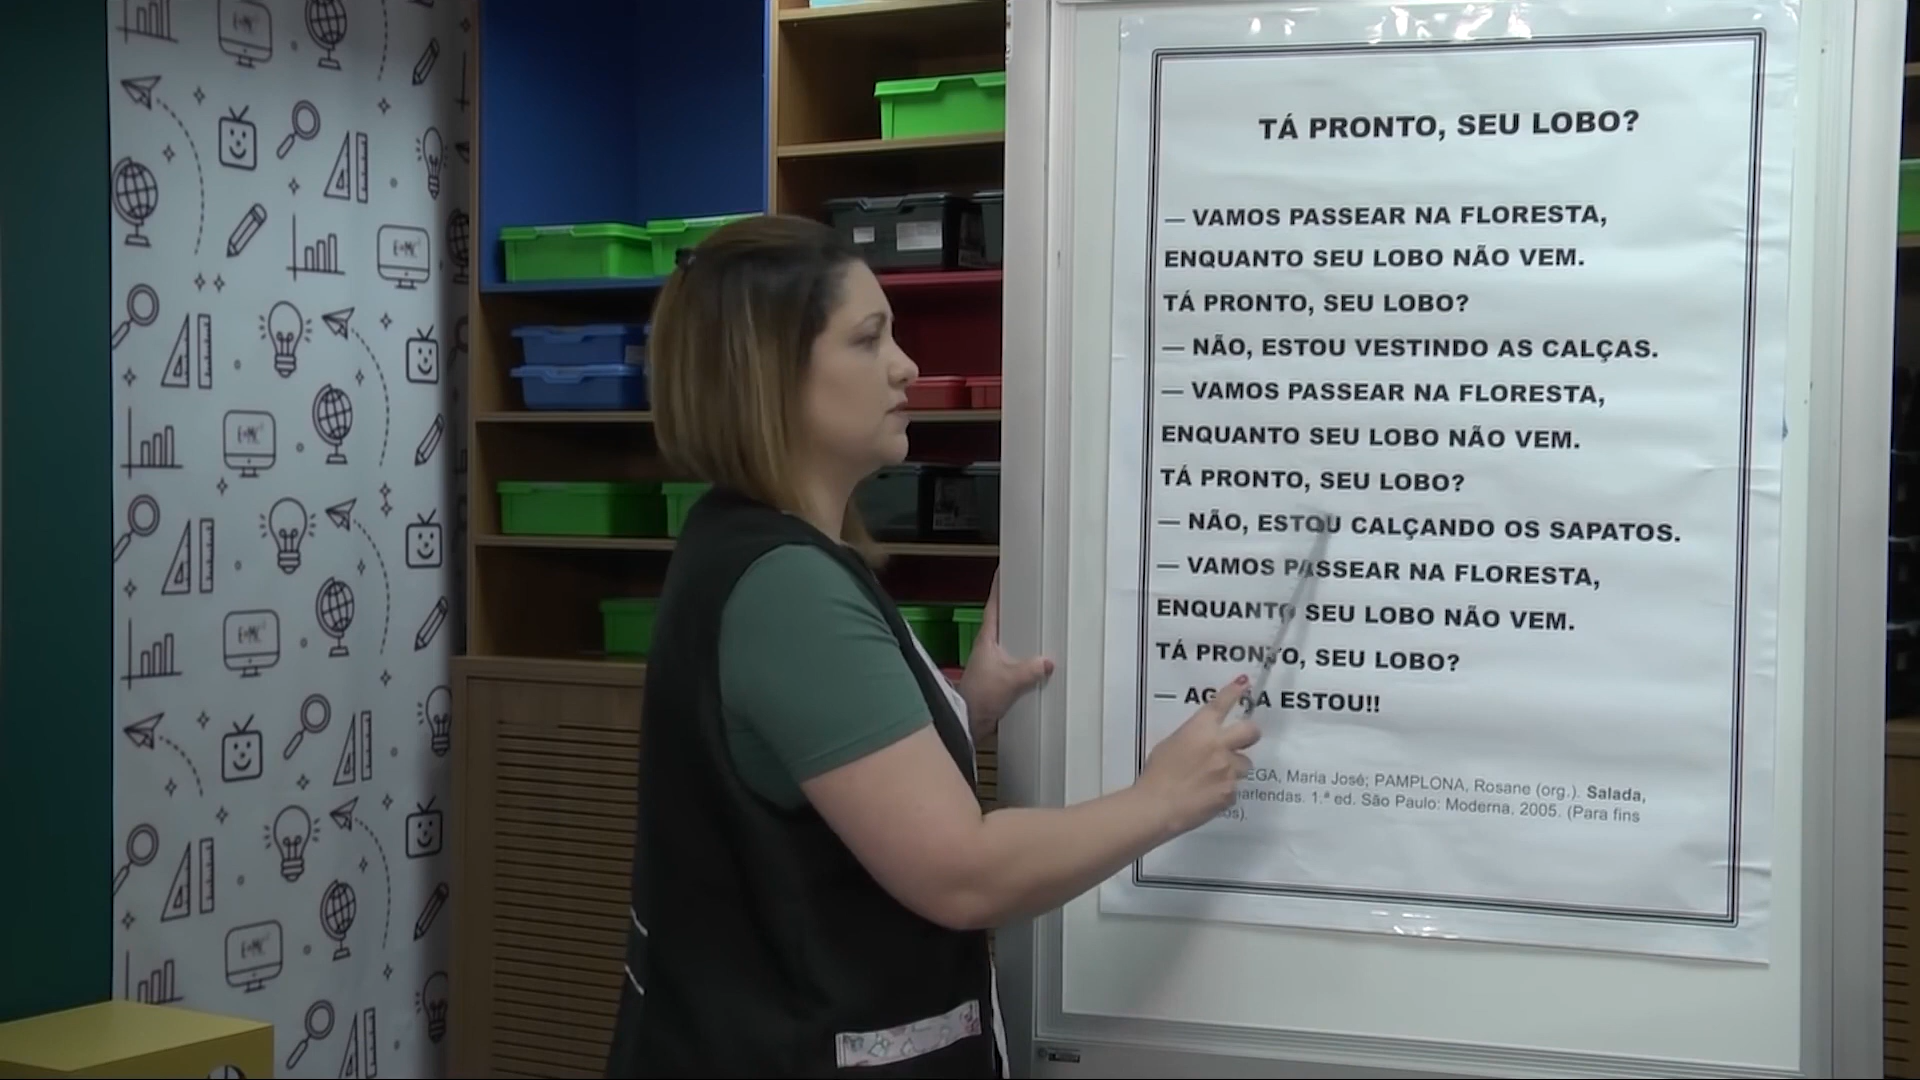 TÁ PRONTO, SEU LOBO?
— VAMOS PASSEAR NA FLORESTA,
ENQUANTO SEU LOBO NÃO VEM.
TÁ PRONTO, SEU LOBO?
— NÃO, ESTOU VESTINDO AS CALÇAS.
— VAMOS PASSEAR NA FLORESTA,
ENQUANTO SEU LOBO NÃO VEM.
TÁ PRONTO, SEU LOBO?
— NÃO, ESTOU CALÇANDO OS SAPATOS.
— VAMOS PASSEAR NA FLORESTA,
ENQUANTO SEU LOBO NÃO VEM.
TÁ PRONTO, SEU LOBO?
— AGORA ESTOU!!
Maria José; PAMPLONA, Rosane (org.). Salada,
1.ª ed. São Paulo: Moderna, 2005. (Para fins